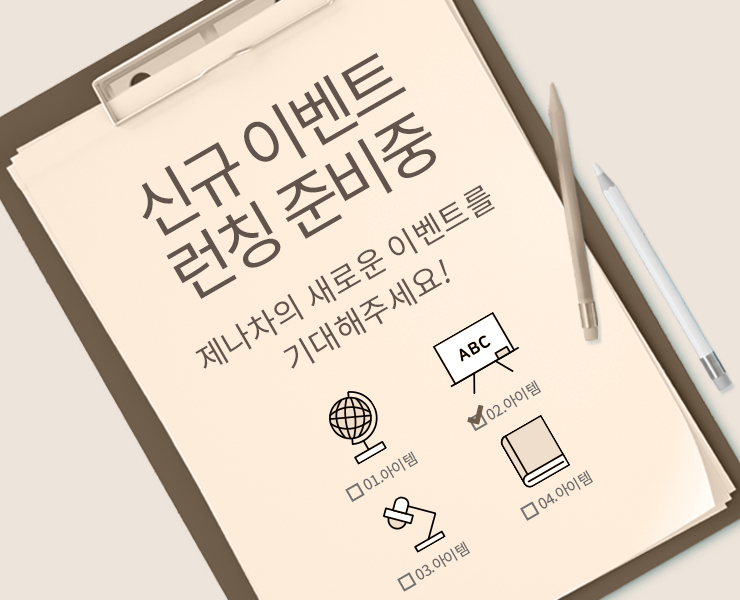 신규 이벤트
런칭 준비중
제나차의 새로운 이벤트를
기대해주세요!
ABC
01.아이템
02.아이템
03.아이템
04.아이템